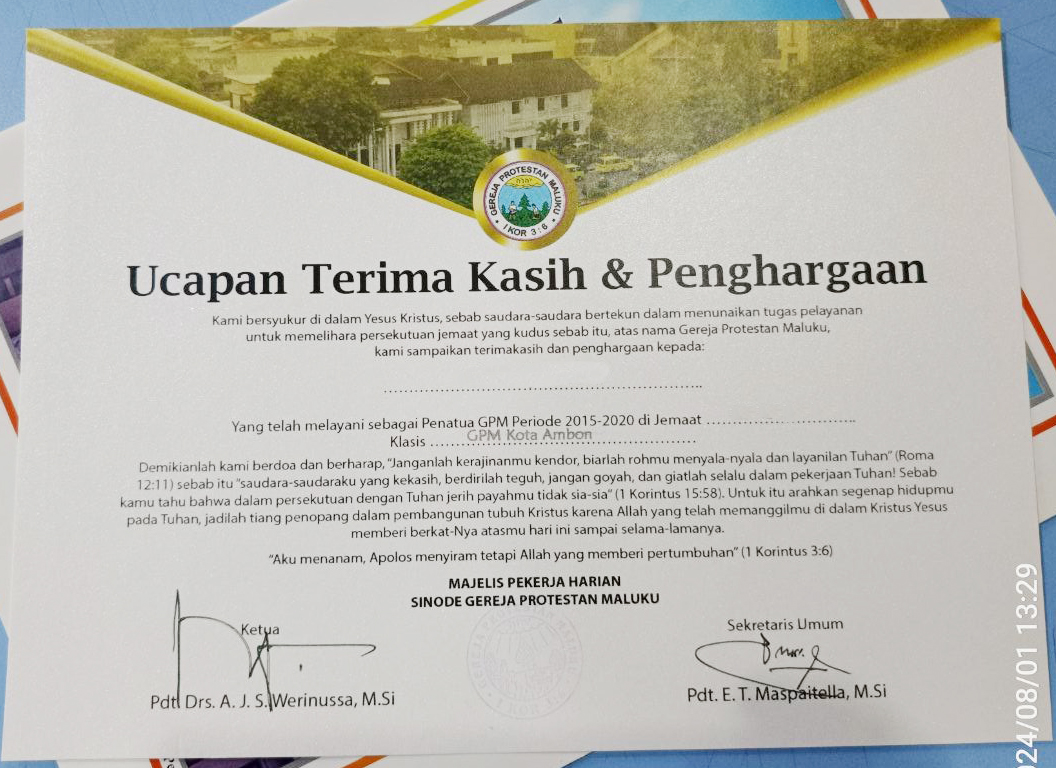 GEREJA PROTESTAN MALUKU
I KOR 3 : 6
Ucapan Terima Kasih & Penghargaan
Kami bersyukur di dalam Yesus Kristus, sebab saudara-saudara bertekun dalam menunaikan tugas pelayanan
untuk memelihara persekutuan jemaat yang kudus sebab itu, atas nama Gereja Protestan Maluku,
kami sampaikan terimakasih dan penghargaan kepada:
..............................................................
Yang telah melayani sebagai Penatua GPM Periode 2015-2020 di Jemaat .............................
Klasis ....GPM Kota Ambon....................
Demikianlah kami berdoa dan berharap, "Janganlah kerajinanmu kendor, biarlah rohmu menyala-nyala dan layanilan Tuhan" (Roma
12:11) sebab itu "saudara-saudaraku yang kekasih, berdirilah teguh, jangan goyah, dan giatlah selalu dalam pekerjaan Tuhan! Sebab
kamu tahu bahwa dalam persekutuan dengan Tuhan jerih payahmu tidak sia-sia" (1 Korintus 15:58). Untuk itu arahkan segenap hidupmu
pada Tuhan, jadilah tiang penopang dalam pembangunan tubuh Kristus karena Allah yang telah memanggilmu di dalam Kristus Yesus
memberi berkat-Nya atasmu hari ini sampai selama-lamanya.
"Aku menanam, Apolos menyiram tetapi Allah yang memberi pertumbuhan" (1 Korintus 3:6)
MAJELIS PEKERJA HARIAN
SINODE GEREJA PROTESTAN MALUKU
Ketua
Sekretaris Umum
Pdt. Drs. A. J. S. Werinussa, M.Si
Pdt. E. T. Maspaitella, M.Si
24/08/01 13:29